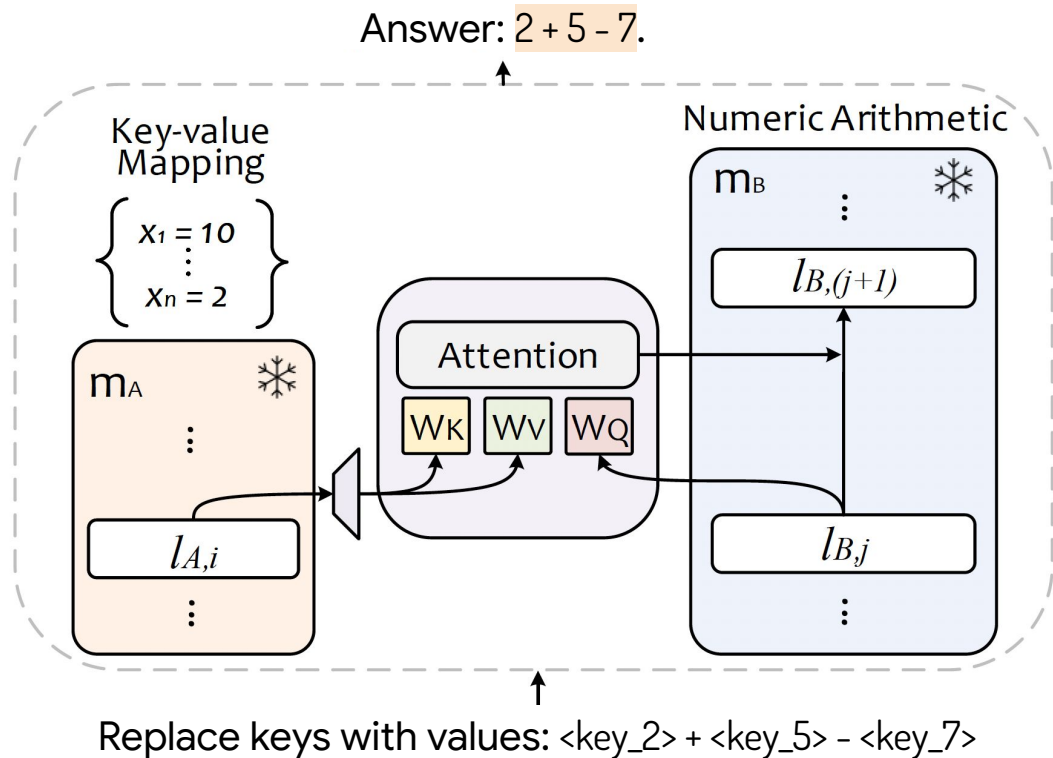 Answer: 2 + 5 - 7.
Key-value
Mapping
x₁ = 10
⋮
xₙ = 2
Numeric Arithmetic
mB
⋮
lB,(j+1)
Attention
WK WV WQ
mA
⋮
lA,i
⋮
lB,j
⋮
Replace keys with values: <key_2> + <key_5> - <key_7>